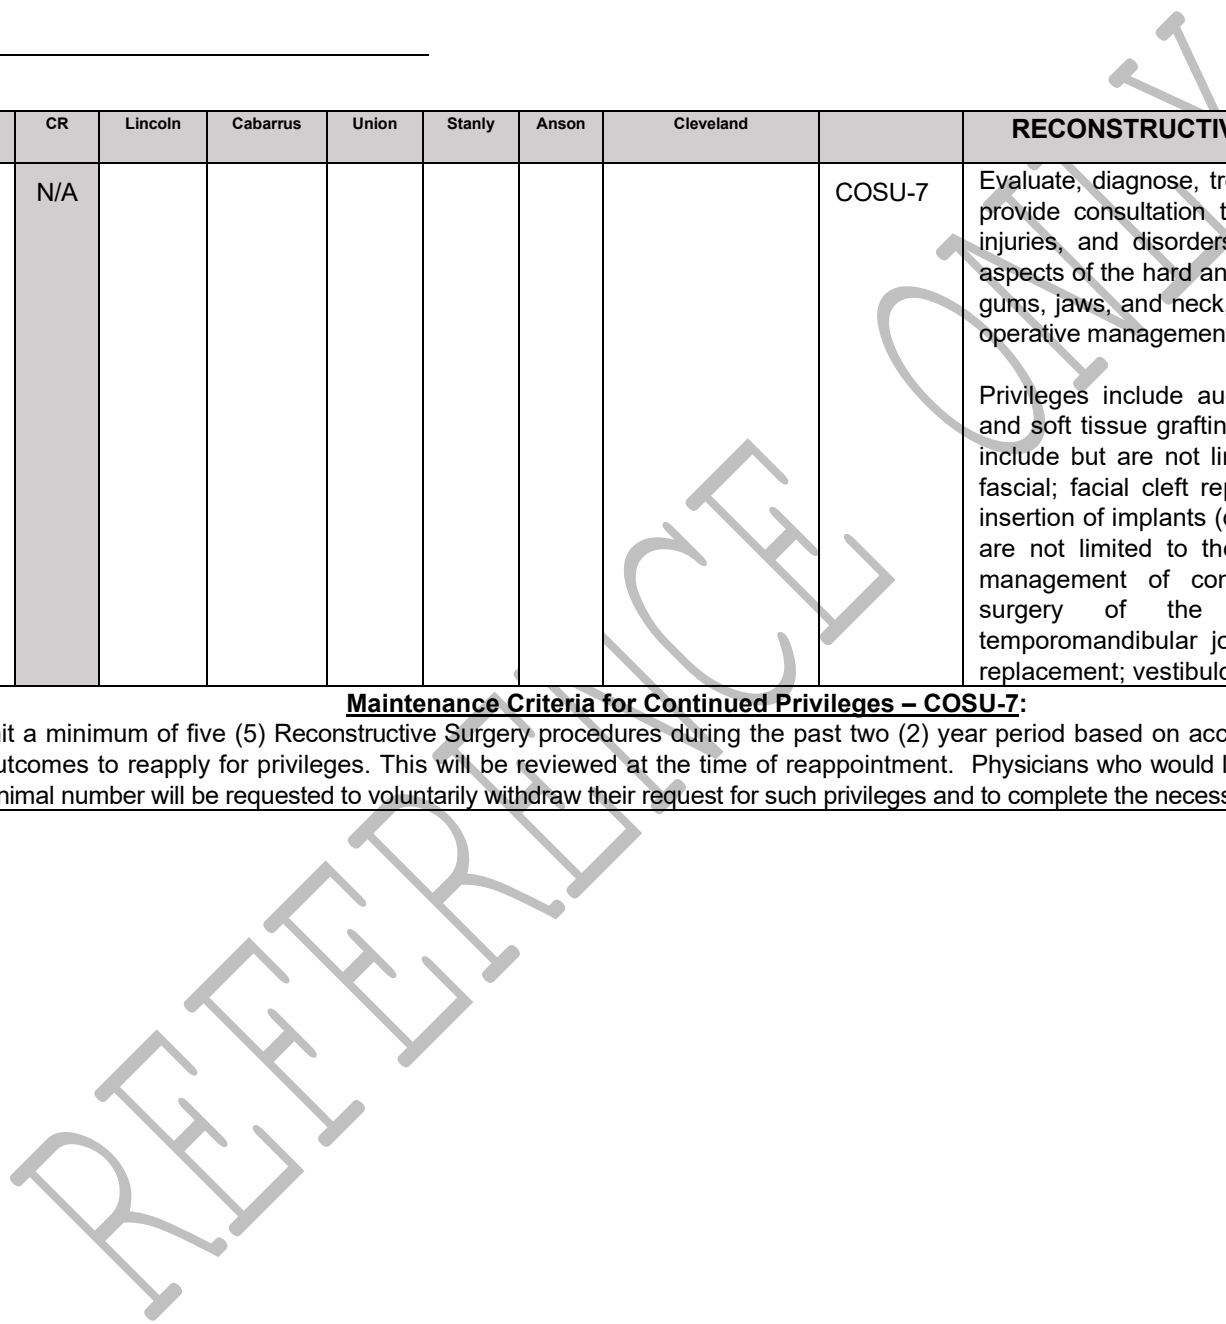 CR Lincoln Cabarrus Union Stanly Anson Cleveland RECONSTRUCTIV
N/A COSU-7 Evaluate, diagnose, tr
provide consultation t
injuries, and disorders
aspects of the hard an
gums, jaws, and neck
operative managemen
Privileges include au
and soft tissue graftin
include but are not li
fascial; facial cleft re
insertion of implants (
are not limited to the
management of con
surgery of the
temporomandibular jo
replacement; vestibulo
Maintenance Criteria for Continued Privileges – COSU-7:
it a minimum of five (5) Reconstructive Surgery procedures during the past two (2) year period based on acc
utcomes to reapply for privileges. This will be reviewed at the time of reappointment. Physicians who would l
nimal number will be requested to voluntarily withdraw their request for such privileges and to complete the necess
REFERENCE ONLY